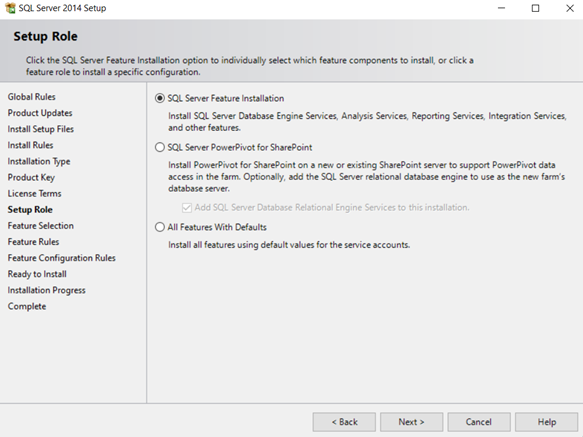 SQL Server 2014 Setup
Setup Role
Click the SQL Server Feature Installation option to individually select which feature components to install, or click a
feature role to install a specific configuration.
Global Rules
Product Updates
Install Setup Files
Install Rules
Installation Type
Product Key
License Terms
Setup Role
Feature Selection
Feature Rules
Feature Configuration Rules
Ready to Install
Installation Progress
Complete
SQL Server Feature Installation
Install SQL Server Database Engine Services, Analysis Services, Reporting Services, Integration Services,
and other features.
SQL Server PowerPivot for SharePoint
Install PowerPivot for SharePoint on a new or existing SharePoint server to support PowerPivot data
access in the farm. Optionally, add the SQL Server relational database engine to use as the new farm's
database server.
Add SQL Server Database Relational Engine Services to this installation.
All Features With Defaults
Install all features using default values for the service accounts.
< Back
Next >
Cancel
Help